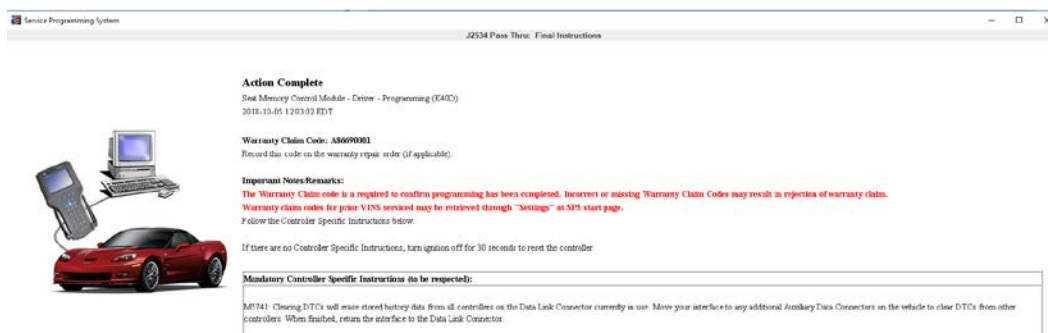 Service Programming System
J2534 Pass Thru: Final Instructions
Action Complete
Seat Memory Control Module - Driver - Programming (K40D)
2018-10-05 12:03:02 EDT
Warranty Claim Code: A86690001
Record this code on the warranty repair order (if applicable).
Important Notes/Remarks:
The Warranty Claim code is a required to confirm programming has been completed. Incorrect or missing Warranty Claim Codes may result in rejection of warranty claim.
Warranty claim codes for prior VINS serviced may be retrieved through "Settings" at SPS start page.
Follow the Controller Specific Instructions below.
If there are no Controller Specific Instructions, turn ignition off for 30 seconds to reset the controller
Mandatory Controller Specific Instructions (to be respected):
M5741: Clearing DTCs will erase stored history data from all controllers on the Data Link Connector currently in use. Move your interface to any additional Auxiliary Data Connectors on the vehicle to clear DTCs from other
controllers. When finished, return the interface to the Data Link Connector.